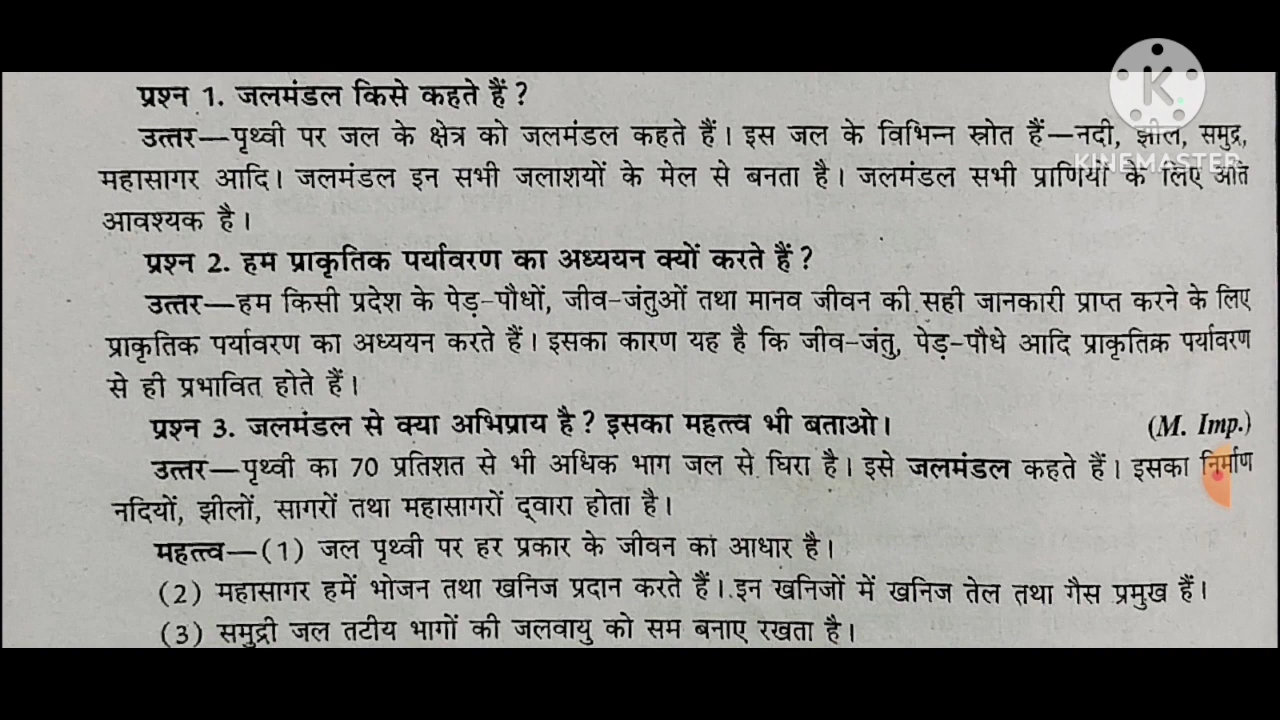 प्रश्न 1. जलमंडल किसे कहते हैं ?
उत्तर—पृथ्वी पर जल के क्षेत्र को जलमंडल कहते हैं। इस जल के विभिन्न स्रोत हैं—नदी, झील, समुद्र,
महासागर आदि। जलमंडल इन सभी जलाशयों के मेल से बनता है। जलमंडल सभी प्राणियों के लिए अति
आवश्यक है।
प्रश्न 2. हम प्राकृतिक पर्यावरण का अध्ययन क्यों करते हैं ?
उत्तर—हम किसी प्रदेश के पेड़-पौधों, जीव-जंतुओं तथा मानव जीवन की सही जानकारी प्राप्त करने के लिए
प्राकृतिक पर्यावरण का अध्ययन करते हैं। इसका कारण यह है कि जीव-जंतु, पेड़-पौधे आदि प्राकृतिक पर्यावरण
से ही प्रभावित होते हैं।
प्रश्न 3. जलमंडल से क्या अभिप्राय है ? इसका महत्त्व भी बताओ। (M. Imp.)
उत्तर—पृथ्वी का 70 प्रतिशत से भी अधिक भाग जल से घिरा है। इसे जलमंडल कहते हैं। इसका निर्माण
नदियों, झीलों, सागरों तथा महासागरों द्वारा होता है।
महत्त्व—(1) जल पृथ्वी पर हर प्रकार के जीवन का आधार है।
(2) महासागर हमें भोजन तथा खनिज प्रदान करते हैं। इन खनिजों में खनिज तेल तथा गैस प्रमुख हैं।
(3) समुद्री जल तटीय भागों की जलवायु को सम बनाए रखता है।
K
KINEMASTER